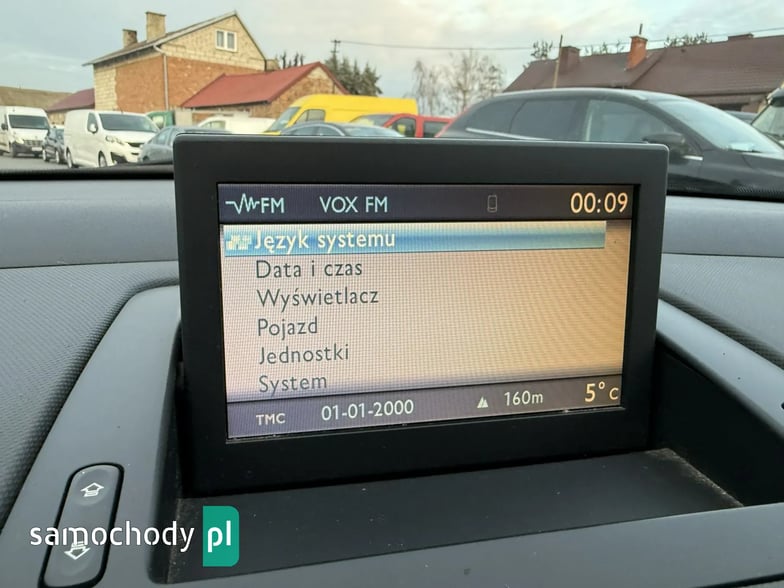 FM VOX FM 00:09
Język systemu
Data i czas
Wyświetlacz
Pojazd
Jednostki
System
TMC 01-01-2000 160m 5°C
samochody pl